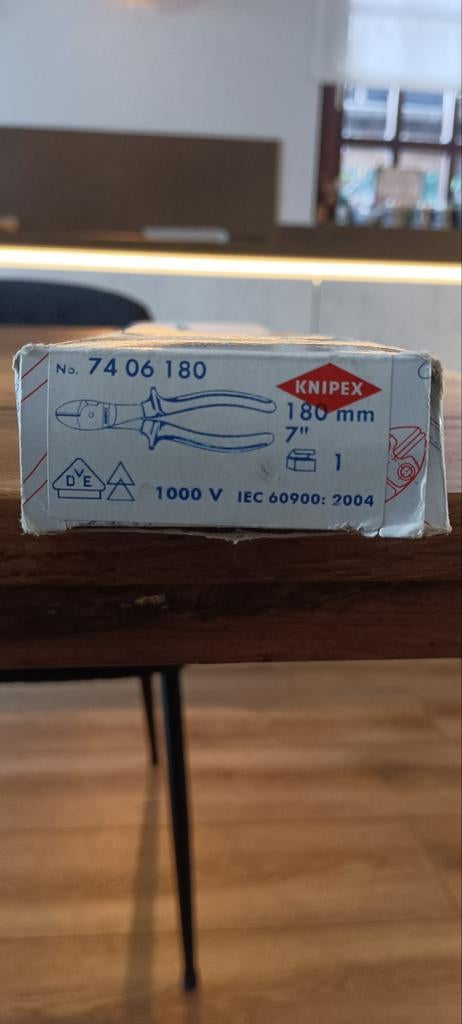 No. 74 06 180
KNIPEX
180 mm
7"
1
DVE
1000 V IEC 60900: 2004